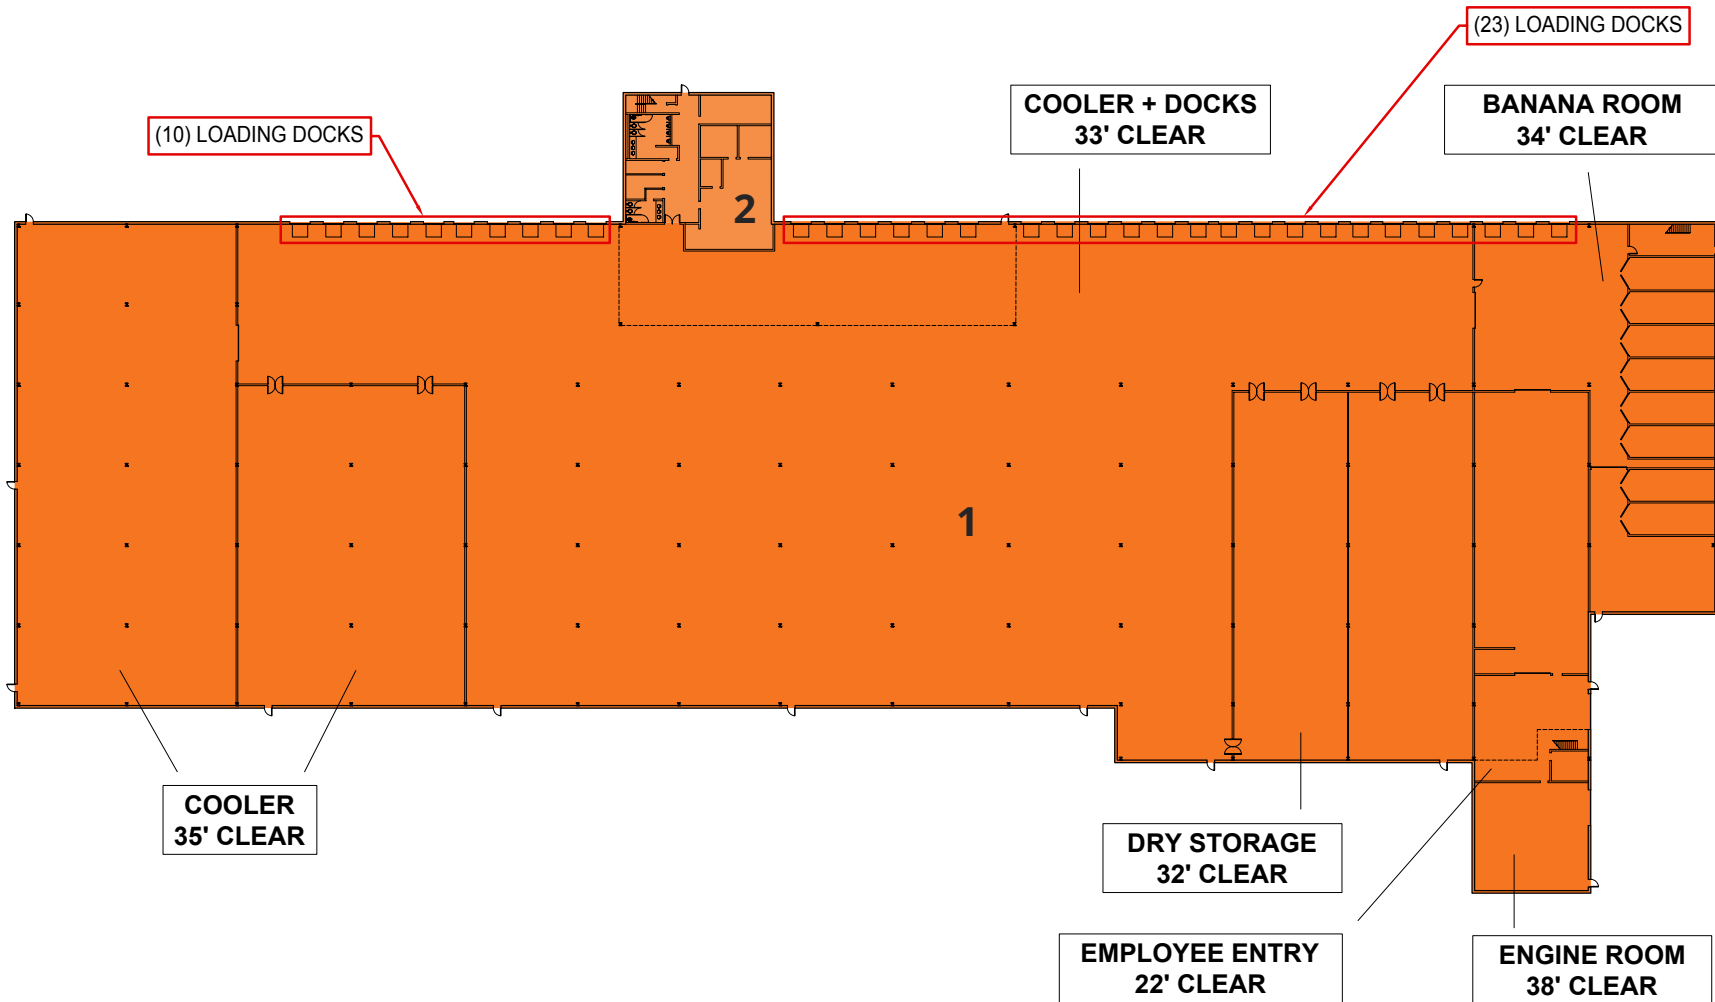 (23) LOADING DOCKS
COOLER + DOCKS
33' CLEAR
BANANA ROOM
34' CLEAR
(10) LOADING DOCKS
2
1
COOLER
35' CLEAR
DRY STORAGE
32' CLEAR
EMPLOYEE ENTRY
22' CLEAR
ENGINE ROOM
38' CLEAR